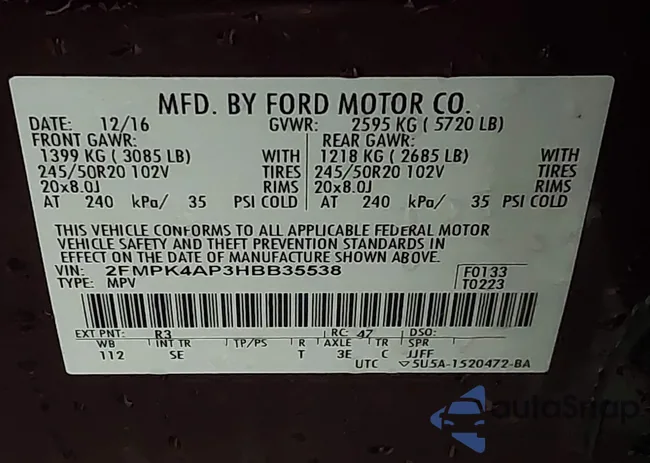 MFD. BY FORD MOTOR CO.
DATE: 12/16 GVWR: 2595 KG ( 5720 LB)
FRONT GAWR: REAR GAWR:
1399 KG ( 3085 LB) WITH 1218 KG ( 2685 LB) WITH
245/50R20 102V TIRES 245/50R20 102V TIRES
20x8.0J RIMS 20x8.0J RIMS
AT 240 kPa/ 35 PSI COLD AT 240 kPa/ 35 PSI COLD
THIS VEHICLE CONFORMS TO ALL APPLICABLE FEDERAL MOTOR
VEHICLE SAFETY AND THEFT PREVENTION STANDARDS IN
EFFECT ON THE DATE OF MANUFACTURE SHOWN ABOVE.
VIN: 2FMPK4AP3HBB35538 F0133
TYPE: MPV T0223
EXT PNT: R3 RC: 47 DSO:
WB INT TR TP/PS R AXLE TR SPR
112 SE T 3E C JJFF
UTC ▽5U5A-1520472-BA
autoSnap